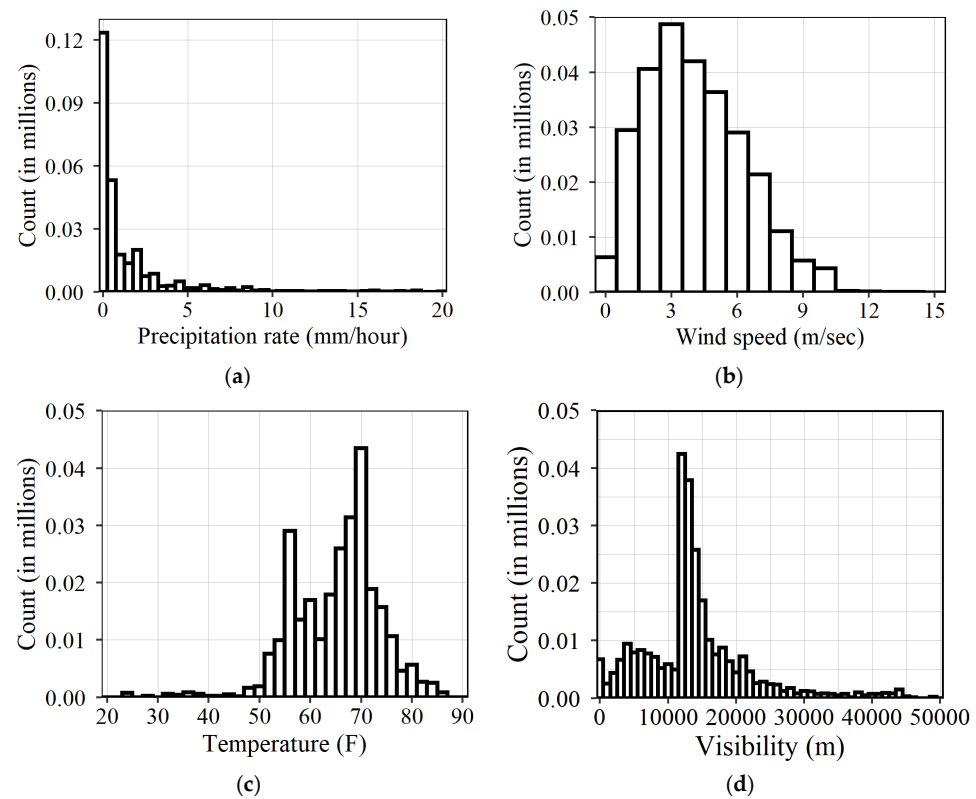 Count (in millions)
0.12
0.09
0.06
0.03
0.00
0 5 10 15 20
Precipitation rate (mm/hour)
(a)
Count (in millions)
0.05
0.04
0.03
0.02
0.01
0.00
0 3 6 9 12 15
Wind speed (m/sec)
(b)
Count (in millions)
0.05
0.04
0.03
0.02
0.01
0.00
20 30 40 50 60 70 80 90
Temperature (F)
(c)
Count (in millions)
0.05
0.04
0.03
0.02
0.01
0.00
0 10000 20000 30000 40000 50000
Visibility (m)
(d)